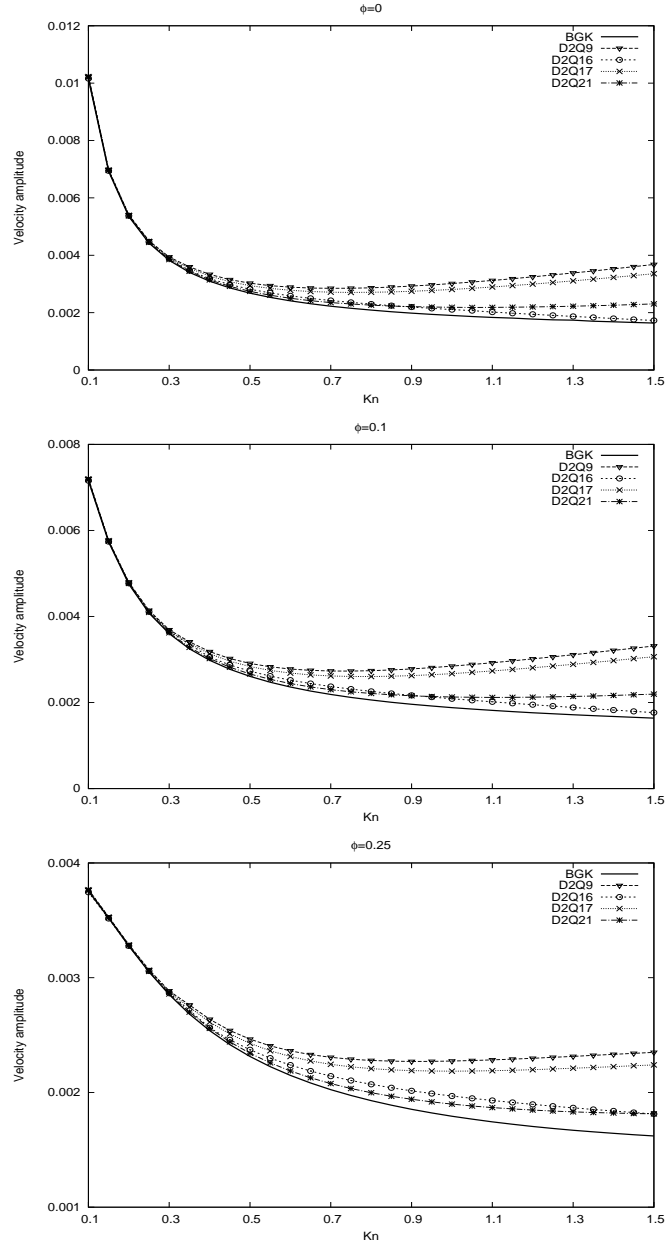 ϕ=0
0.012
0.01
0.008
0.006
0.004
0.002
0
Velocity amplitude
BGK
D2Q9
D2Q16
D2Q17
D2Q21
0.1 0.3 0.5 0.7 0.9 1.1 1.3 1.5
Kn
ϕ=0.1
0.008
0.006
0.004
0.002
0
Velocity amplitude
BGK
D2Q9
D2Q16
D2Q17
D2Q21
0.1 0.3 0.5 0.7 0.9 1.1 1.3 1.5
Kn
ϕ=0.25
0.004
0.003
0.002
0.001
Velocity amplitude
BGK
D2Q9
D2Q16
D2Q17
D2Q21
0.1 0.3 0.5 0.7 0.9 1.1 1.3 1.5
Kn